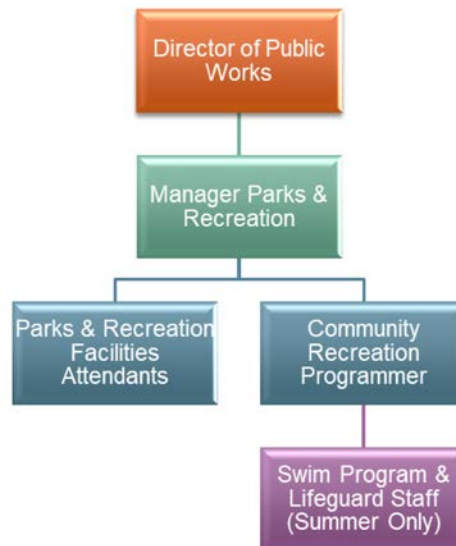 Director of Public
Works
Manager Parks &
Recreation
Parks & Recreation
Facilities
Attendants
Community
Recreation
Programmer
Swim Program &
Lifeguard Staff
(Summer Only)